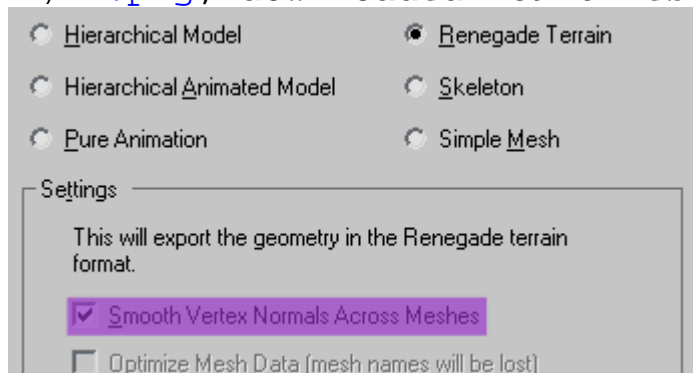 Hierarchical Model
Renegade Terrain
Hierarchical Animated Model
Skeleton
Pure Animation
Simple Mesh
Settings
This will export the geometry in the Renegade terrain
format.
Smooth Vertex Normals Across Meshes
Optimize Mesh Data (mesh names will be lost)